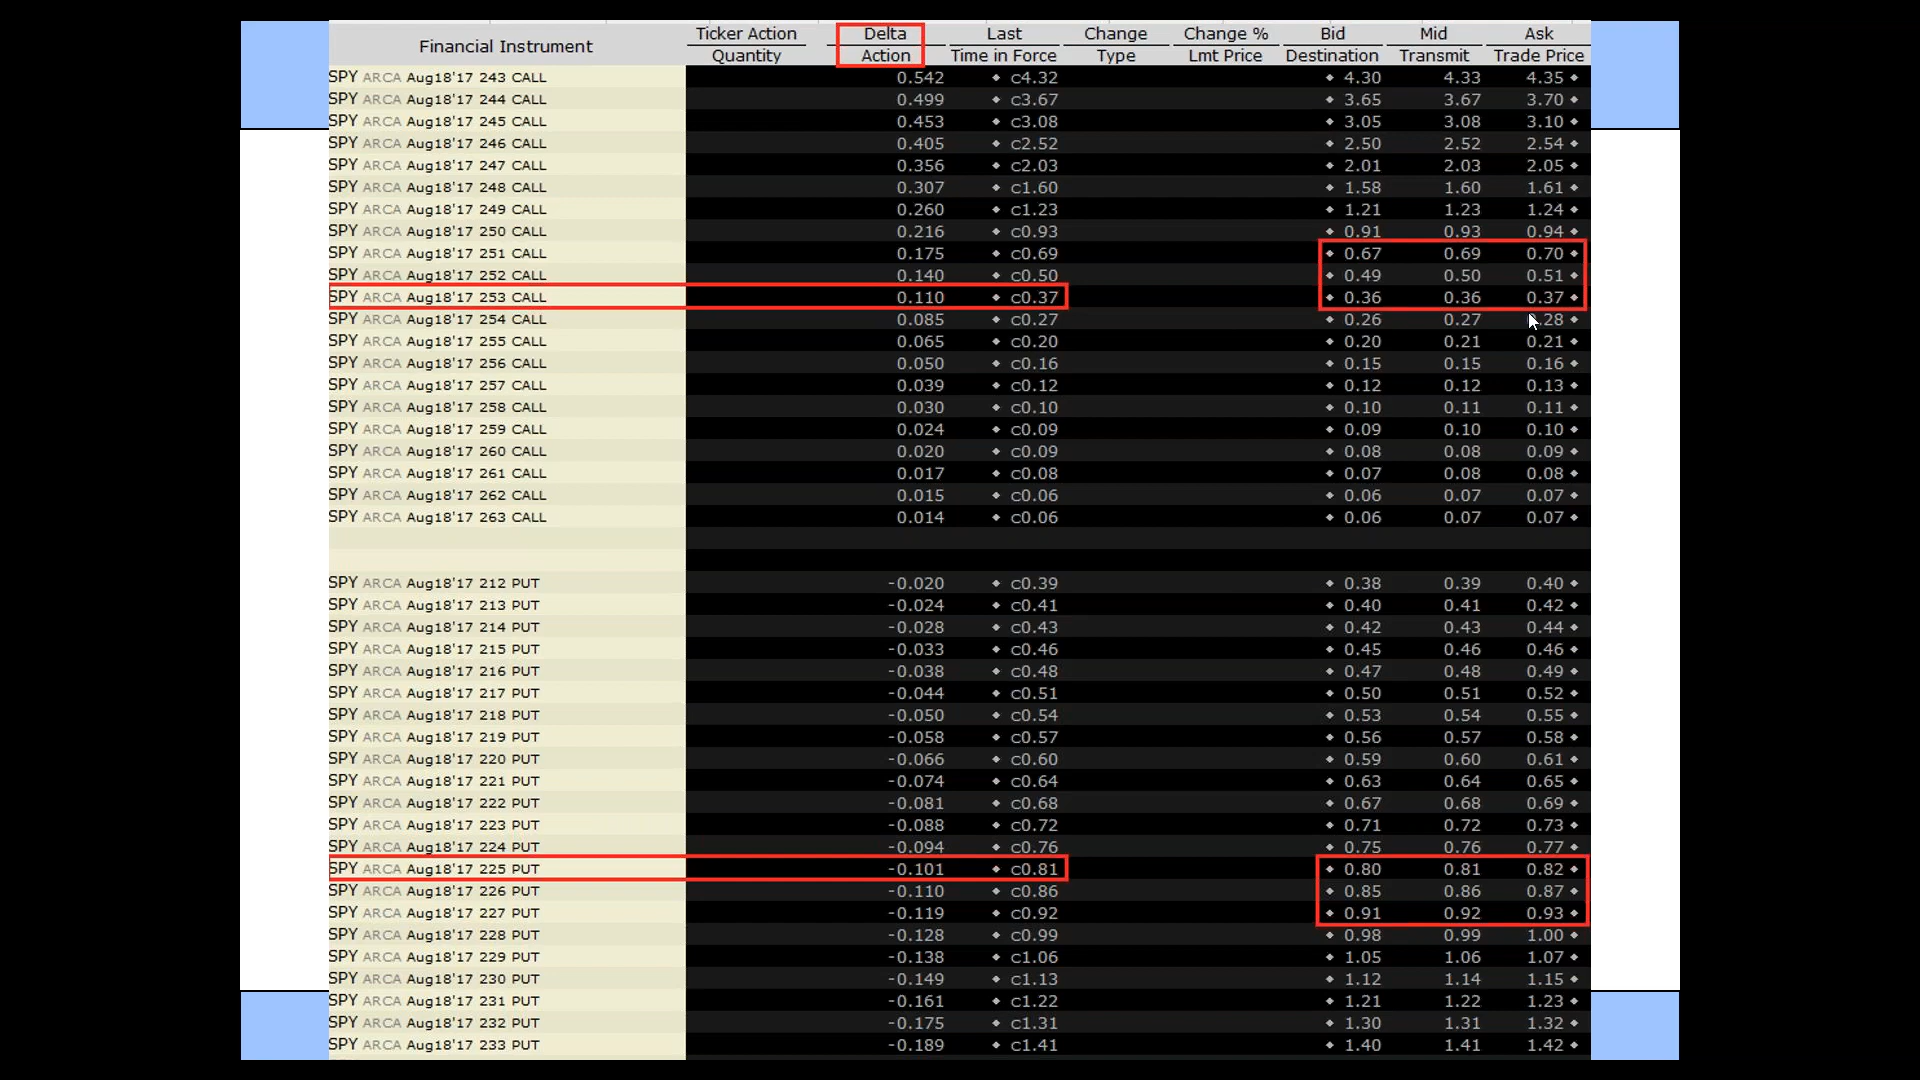 Financial Instrument Ticker Action Delta Last Change Change % Bid Mid Ask
Quantity Action Time in Force Type Lmt Price Destination Transmit Trade Price
SPY ARCA Aug18'17 243 CALL 0.542 c4.32 4.30 4.33 4.35
SPY ARCA Aug18'17 244 CALL 0.499 c3.67 3.65 3.67 3.70
SPY ARCA Aug18'17 245 CALL 0.453 c3.08 3.05 3.08 3.10
SPY ARCA Aug18'17 246 CALL 0.405 c2.52 2.50 2.52 2.54
SPY ARCA Aug18'17 247 CALL 0.356 c2.03 2.01 2.03 2.05
SPY ARCA Aug18'17 248 CALL 0.307 c1.60 1.58 1.60 1.61
SPY ARCA Aug18'17 249 CALL 0.260 c1.23 1.21 1.23 1.24
SPY ARCA Aug18'17 250 CALL 0.216 c0.93 0.91 0.93 0.94
SPY ARCA Aug18'17 251 CALL 0.175 c0.69 0.67 0.69 0.70
SPY ARCA Aug18'17 252 CALL 0.140 c0.50 0.49 0.50 0.51
SPY ARCA Aug18'17 253 CALL 0.110 c0.37 0.36 0.36 0.37
SPY ARCA Aug18'17 254 CALL 0.085 c0.27 0.26 0.27 .28
SPY ARCA Aug18'17 255 CALL 0.065 c0.20 0.20 0.21 0.21
SPY ARCA Aug18'17 256 CALL 0.050 c0.16 0.15 0.15 0.16
SPY ARCA Aug18'17 257 CALL 0.039 c0.12 0.12 0.12 0.13
SPY ARCA Aug18'17 258 CALL 0.030 c0.10 0.10 0.11 0.11
SPY ARCA Aug18'17 259 CALL 0.024 c0.09 0.09 0.10 0.10
SPY ARCA Aug18'17 260 CALL 0.020 c0.09 0.08 0.08 0.09
SPY ARCA Aug18'17 261 CALL 0.017 c0.08 0.07 0.08 0.08
SPY ARCA Aug18'17 262 CALL 0.015 c0.06 0.06 0.07 0.07
SPY ARCA Aug18'17 263 CALL 0.014 c0.06 0.06 0.07 0.07
SPY ARCA Aug18'17 212 PUT -0.020 c0.39 0.38 0.39 0.40
SPY ARCA Aug18'17 213 PUT -0.024 c0.41 0.40 0.41 0.42
SPY ARCA Aug18'17 214 PUT -0.028 c0.43 0.42 0.43 0.44
SPY ARCA Aug18'17 215 PUT -0.033 c0.46 0.45 0.46 0.46
SPY ARCA Aug18'17 216 PUT -0.038 c0.48 0.47 0.48 0.49
SPY ARCA Aug18'17 217 PUT -0.044 c0.51 0.50 0.51 0.52
SPY ARCA Aug18'17 218 PUT -0.050 c0.54 0.53 0.54 0.55
SPY ARCA Aug18'17 219 PUT -0.058 c0.57 0.56 0.57 0.58
SPY ARCA Aug18'17 220 PUT -0.066 c0.60 0.59 0.60 0.61
SPY ARCA Aug18'17 221 PUT -0.074 c0.64 0.63 0.64 0.65
SPY ARCA Aug18'17 222 PUT -0.081 c0.68 0.67 0.68 0.69
SPY ARCA Aug18'17 223 PUT -0.088 c0.72 0.71 0.72 0.73
SPY ARCA Aug18'17 224 PUT -0.094 c0.76 0.75 0.76 0.77
SPY ARCA Aug18'17 225 PUT -0.101 c0.81 0.80 0.81 0.82
SPY ARCA Aug18'17 226 PUT -0.110 c0.86 0.85 0.86 0.87
SPY ARCA Aug18'17 227 PUT -0.119 c0.92 0.91 0.92 0.93
SPY ARCA Aug18'17 228 PUT -0.128 c0.99 0.98 0.99 1.00
SPY ARCA Aug18'17 229 PUT -0.138 c1.06 1.05 1.06 1.07
SPY ARCA Aug18'17 230 PUT -0.149 c1.13 1.12 1.14 1.15
SPY ARCA Aug18'17 231 PUT -0.161 c1.22 1.21 1.22 1.23
SPY ARCA Aug18'17 232 PUT -0.175 c1.31 1.30 1.31 1.32
SPY ARCA Aug18'17 233 PUT -0.189 c1.41 1.40 1.41 1.42